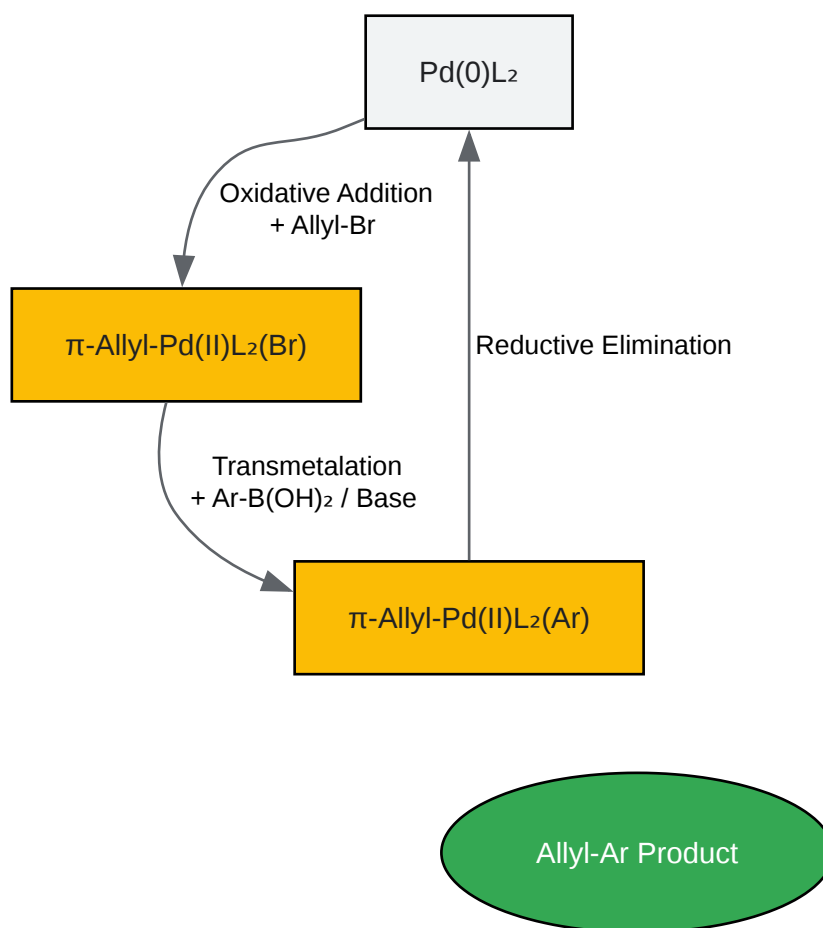 Pd(0)L₂
Oxidative Addition
+ Allyl-Br
π-Allyl-Pd(II)L₂(Br)
Reductive Elimination
Transmetalation
+ Ar-B(OH)₂ / Base
π-Allyl-Pd(II)L₂(Ar)
Allyl-Ar Product